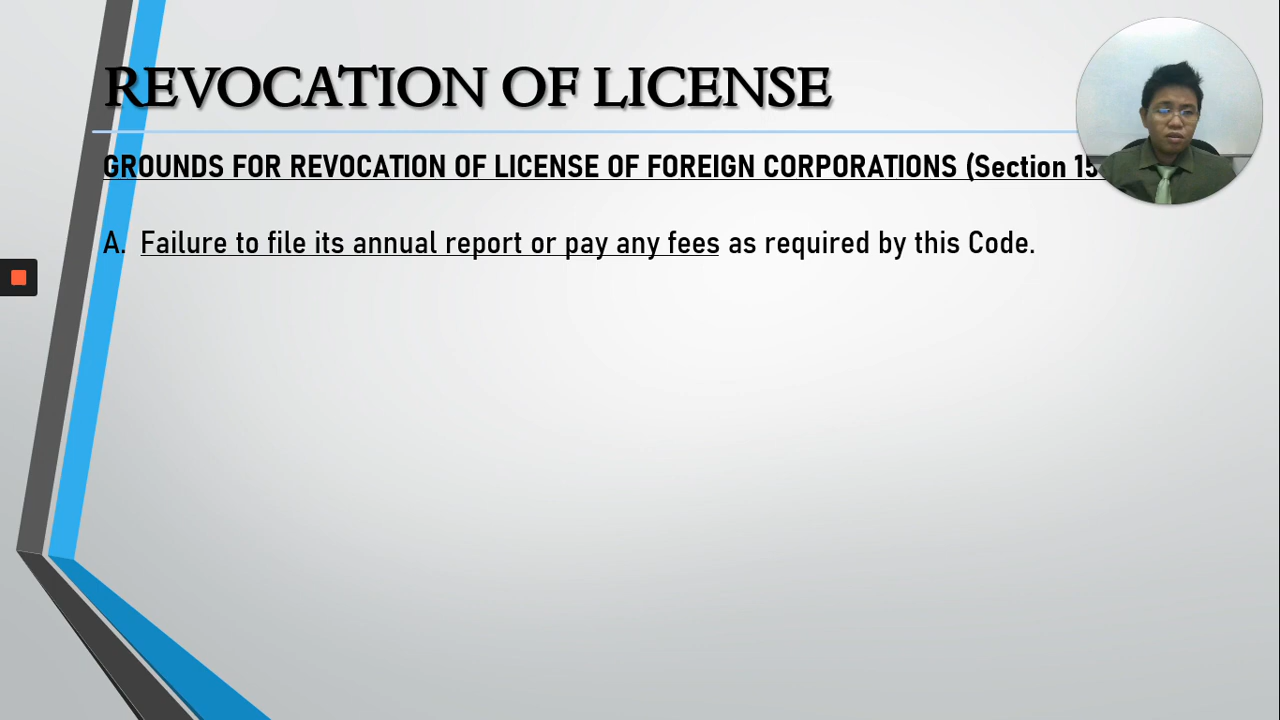 REVOCATION OF LICENSE
GROUNDS FOR REVOCATION OF LICENSE OF FOREIGN CORPORATIONS (Section
A. Failure to file its annual report or pay any fees as required by this Code.